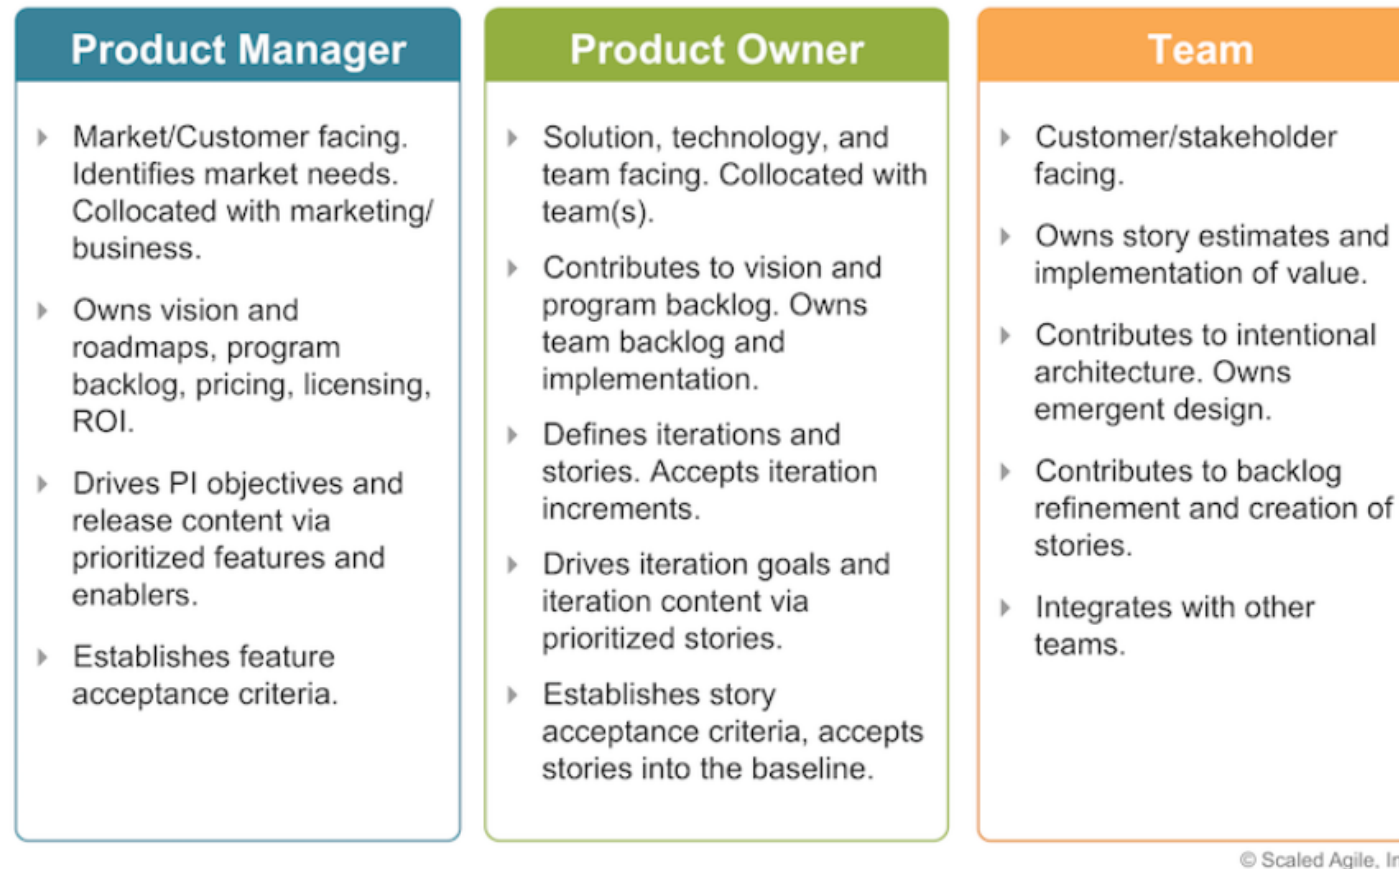 Product Manager
Market/Customer facing.
Identifies market needs.
Collocated with marketing/
business.
Owns vision and
roadmaps, program
backlog, pricing, licensing,
ROI.
Drives PI objectives and
release content via
prioritized features and
enablers.
Establishes feature
acceptance criteria.
Product Owner
Solution, technology, and
team facing. Collocated with
team(s).
Contributes to vision and
program backlog. Owns
team backlog and
implementation.
Defines iterations and
stories. Accepts iteration
increments.
Drives iteration goals and
iteration content via
prioritized stories.
Establishes story
acceptance criteria, accepts
stories into the baseline.
Team
Customer/stakeholder
facing.
Owns story estimates and
implementation of value.
Contributes to intentional
architecture. Owns
emergent design.
Contributes to backlog
refinement and creation of
stories.
Integrates with other
teams.
© Scaled Agile, In